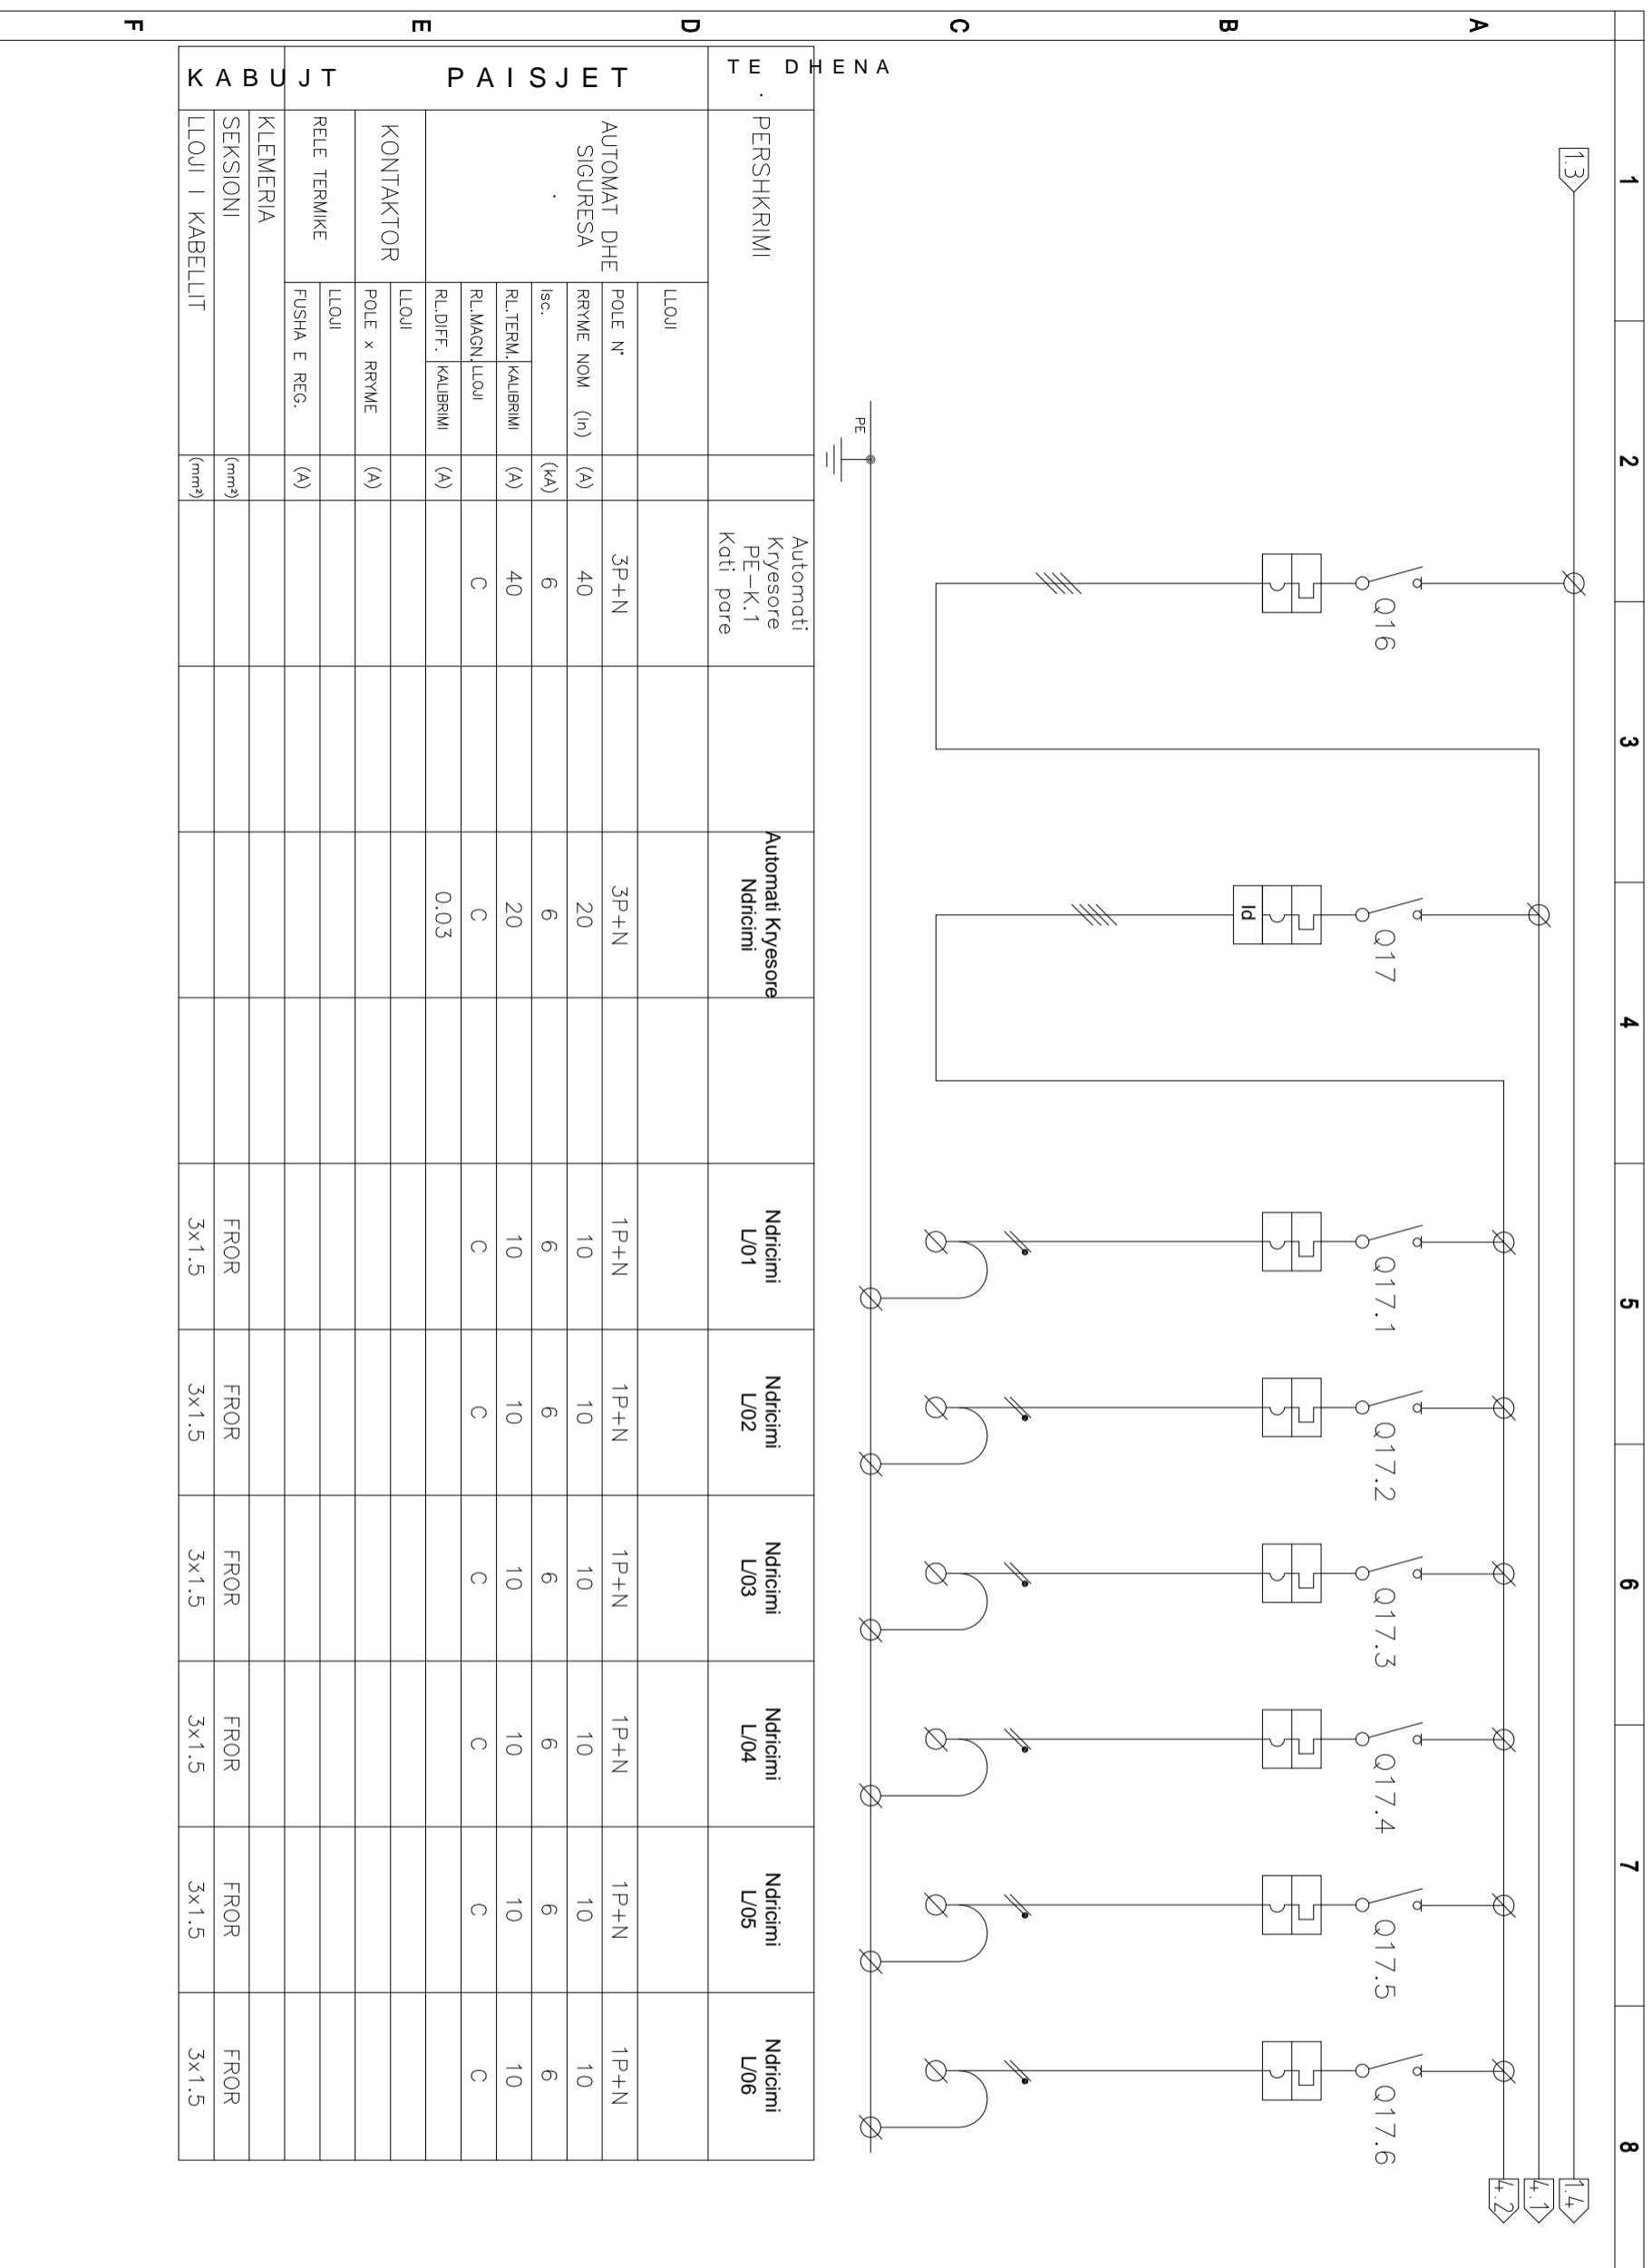 1 2 3 4 5 6 7 8
A
B
C
D
E
F
1.3
1.4
4.1
4.2
Q16
Q17
Q17.1
Q17.2
Q17.3
Q17.4
Q17.5
Q17.6
Id
PE
TE DHENA
.
PERSHKRIMI
Automati
Kryesore
PE-K.1
Kati pare
Automati Kryesore
Ndricimi
Ndricimi
L/01
Ndricimi
L/02
Ndricimi
L/03
Ndricimi
L/04
Ndricimi
L/05
Ndricimi
L/06
PAISJET
AUTOMAT DHE
SIGURESA
.
LLOJI
POLE N° 3P+N 3P+N 1P+N 1P+N 1P+N 1P+N 1P+N 1P+N
RRYME NOM (In) (A) 40 20 10 10 10 10 10 10
Isc. (kA) 6 6 6 6 6 6 6 6
RL.TERM. KALIBRIMI (A) 40 20 10 10 10 10 10 10
RL.MAGN. LLOJI C C C C C C C C
RL.DIFF. KALIBRIMI (A) 0.03
KONTAKTOR
LLOJI
POLE x RRYME (A)
RELE TERMIKE
LLOJI
FUSHA E REG. (A)
KABUJT
KLEMERIA
SEKSIONI (mm²) FROR FROR FROR FROR FROR FROR
LLOJI I KABELLIT (mm²) 3x1.5 3x1.5 3x1.5 3x1.5 3x1.5 3x1.5